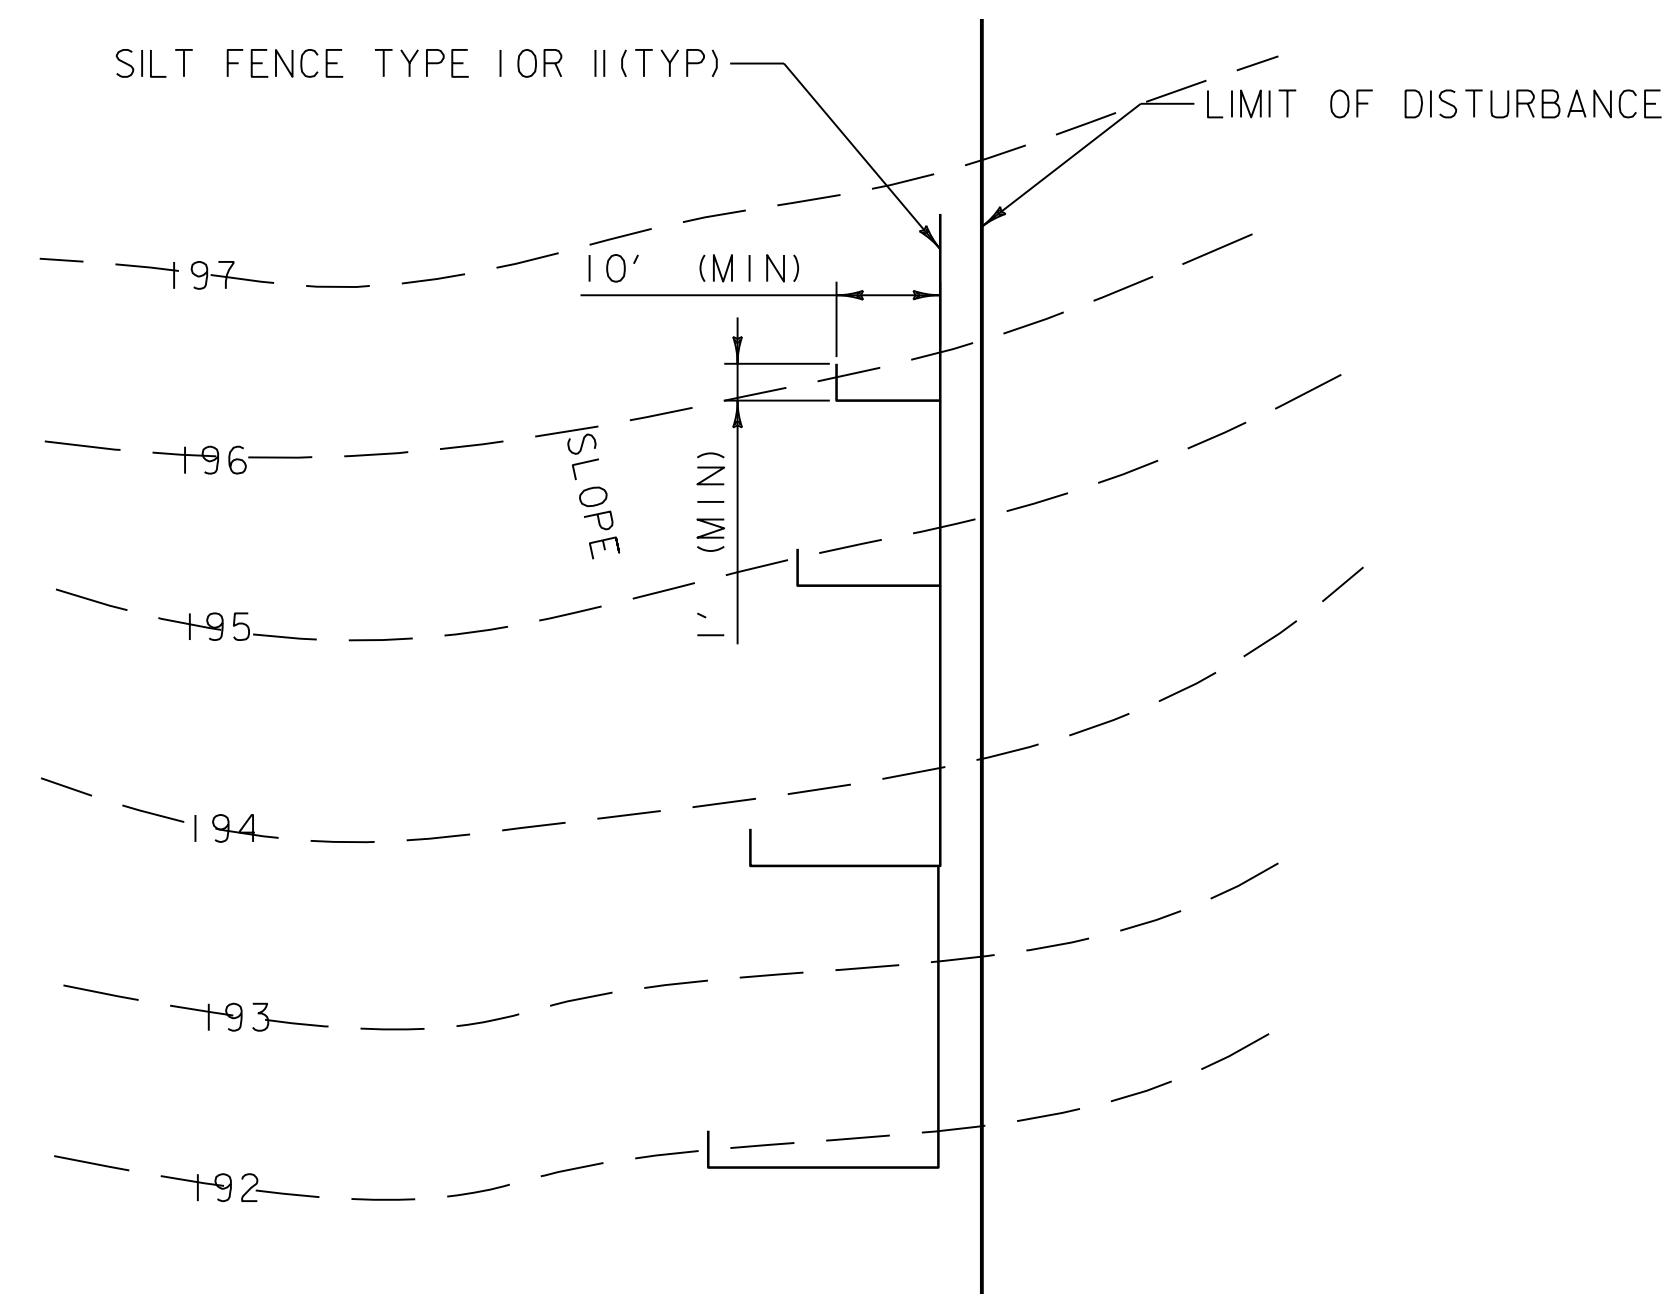 SILT FENCE TYPE I OR II (TYP)
LIMIT OF DISTURBANCE
10' (MIN)
197
196
SLOPE
1' (MIN)
195
194
193
192